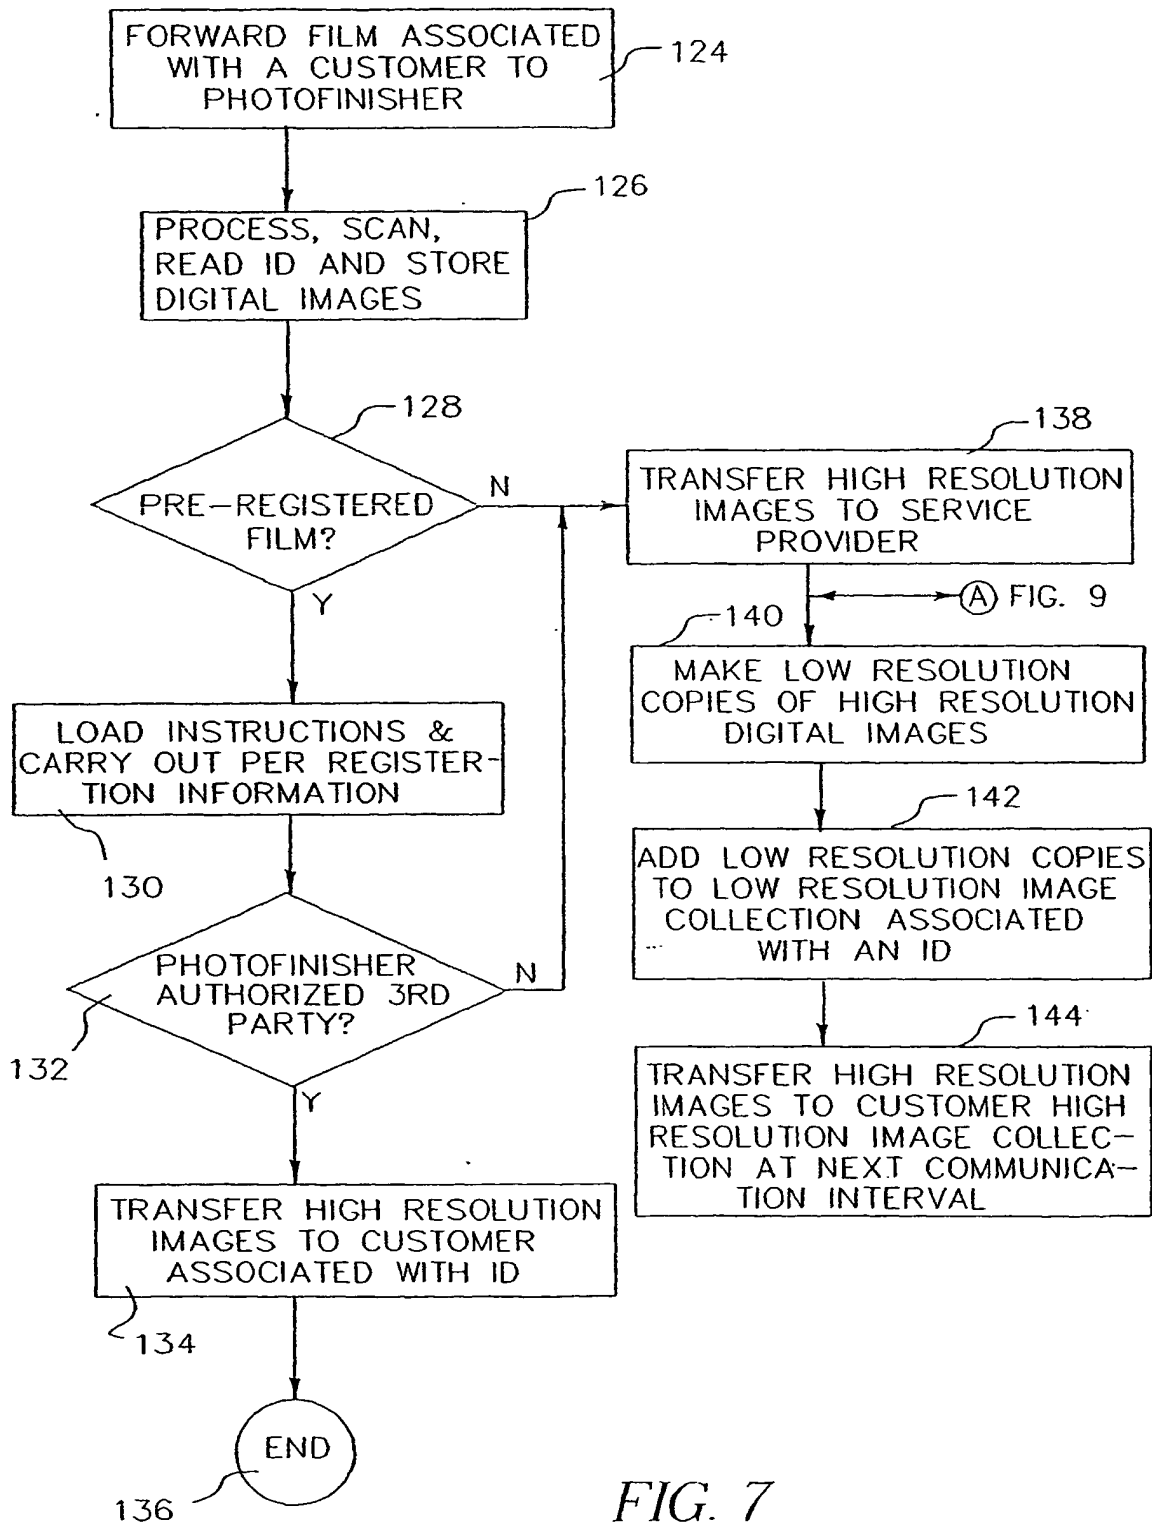 FORWARD FILM ASSOCIATED
WITH A CUSTOMER TO
PHOTOFINISHER
124
126
PROCESS, SCAN,
READ ID AND STORE
DIGITAL IMAGES
128
PRE-REGISTERED
FILM?
N
Y
LOAD INSTRUCTIONS &
CARRY OUT PER REGISTER-
TION INFORMATION
130
PHOTOFINISHER
AUTHORIZED 3RD
PARTY?
N
132
Y
TRANSFER HIGH RESOLUTION
IMAGES TO CUSTOMER
ASSOCIATED WITH ID
134
END
136
138
TRANSFER HIGH RESOLUTION
IMAGES TO SERVICE
PROVIDER
A FIG. 9
140
MAKE LOW RESOLUTION
COPIES OF HIGH RESOLUTION
DIGITAL IMAGES
142
ADD LOW RESOLUTION COPIES
TO LOW RESOLUTION IMAGE
COLLECTION ASSOCIATED
WITH AN ID
144
TRANSFER HIGH RESOLUTION
IMAGES TO CUSTOMER HIGH
RESOLUTION IMAGE COLLEC-
TION AT NEXT COMMUNICA-
TION INTERVAL
FIG. 7